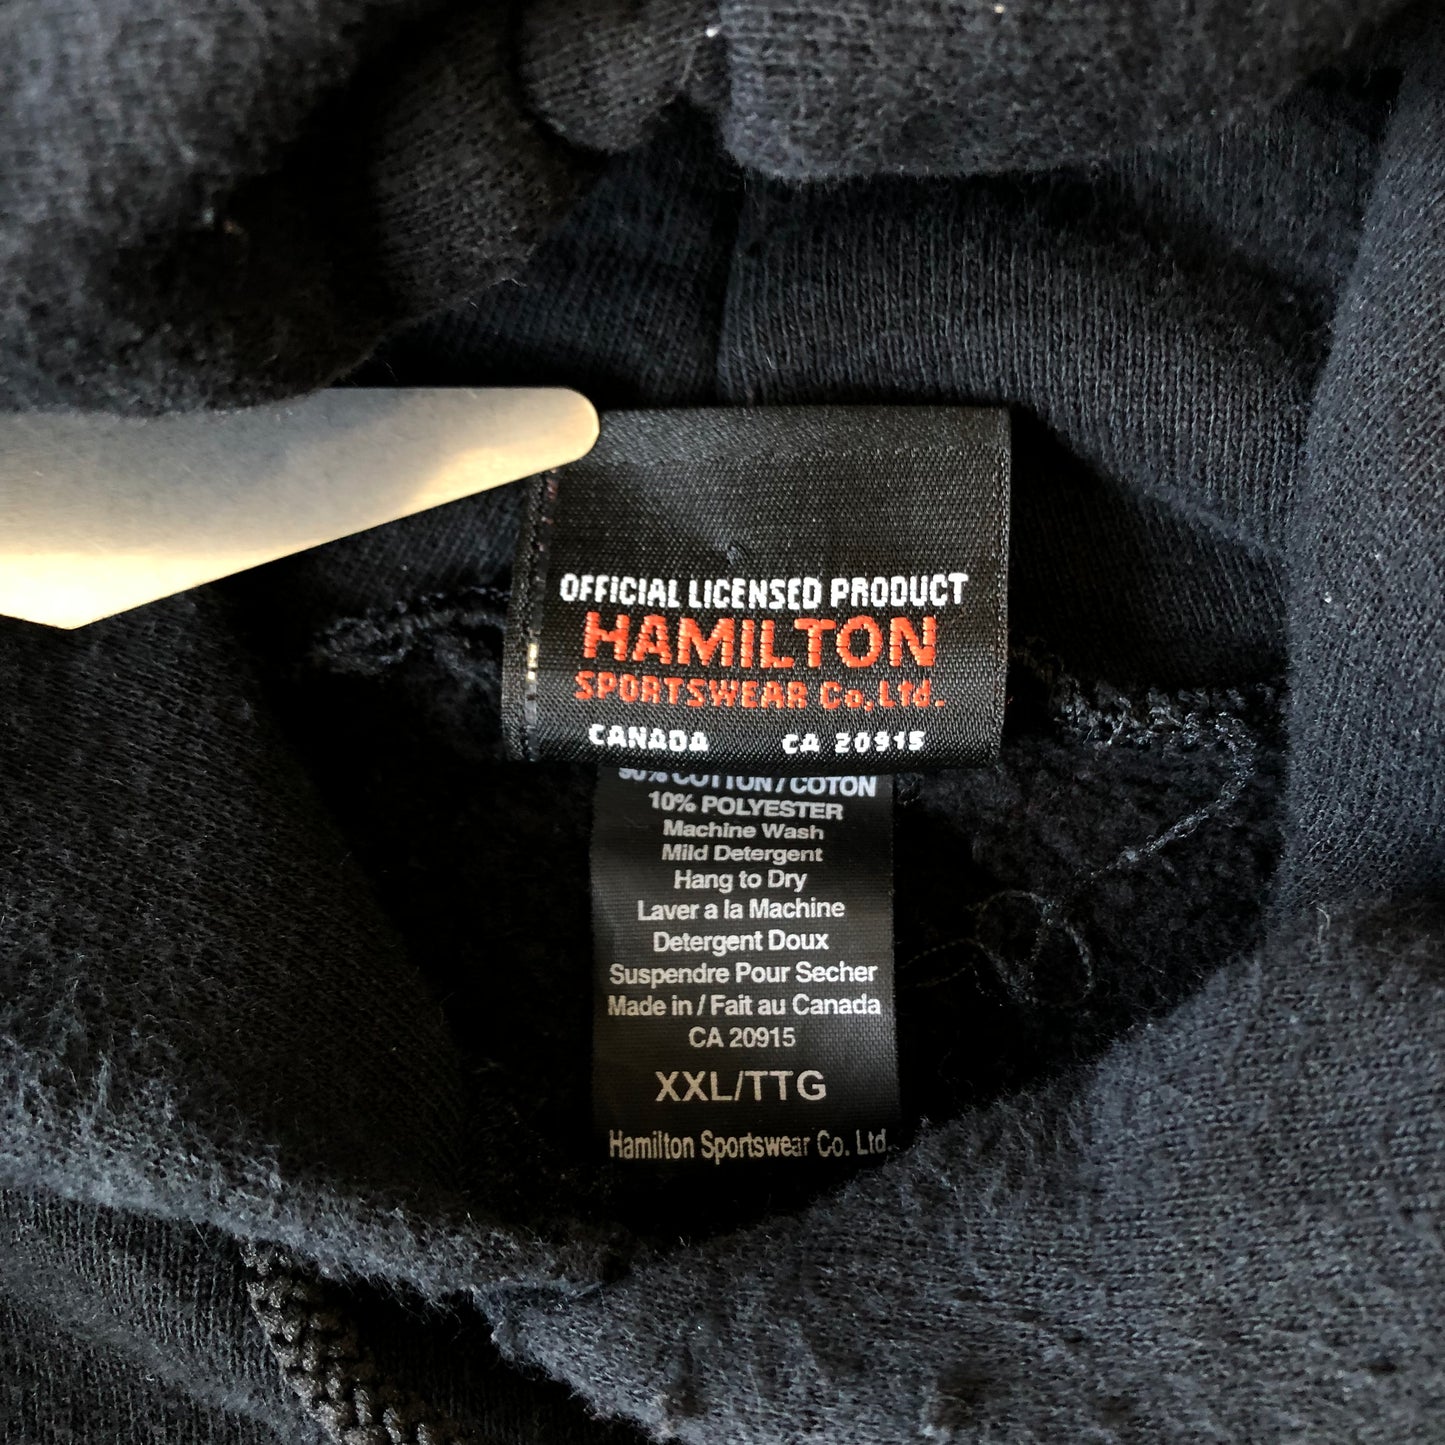 OFFICIAL LICENSED PRODUCT
HAMILTON
SPORTSWEAR Co. Ltd.
CANADA CA 20915
90% COTTON / COTON
10% POLYESTER
Machine Wash
Mild Detergent
Hang to Dry
Laver a la Machine
Detergent Doux
Suspendre Pour Secher
Made in / Fait au Canada
CA 20915
XXL/TTG
Hamilton Sportswear Co. Ltd.